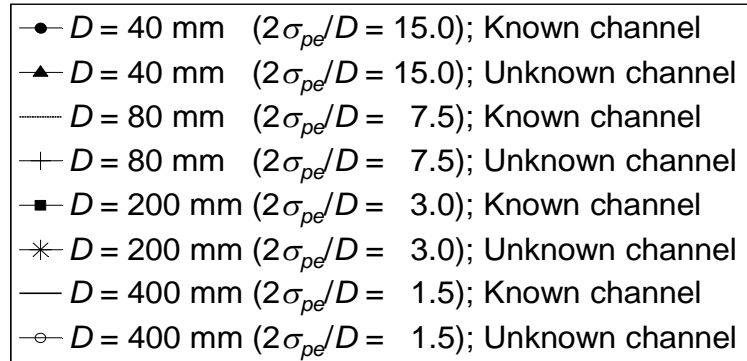 D = 40 mm (2σpe/D = 15.0); Known channel
D = 40 mm (2σpe/D = 15.0); Unknown channel
D = 80 mm (2σpe/D = 7.5); Known channel
D = 80 mm (2σpe/D = 7.5); Unknown channel
D = 200 mm (2σpe/D = 3.0); Known channel
D = 200 mm (2σpe/D = 3.0); Unknown channel
D = 400 mm (2σpe/D = 1.5); Known channel
D = 400 mm (2σpe/D = 1.5); Unknown channel